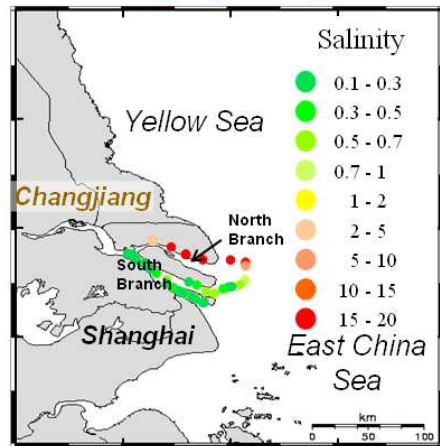 Salinity
0.1 - 0.3
0.3 - 0.5
0.5 - 0.7
0.7 - 1
1 - 2
2 - 5
5 - 10
10 - 15
15 - 20
Yellow Sea
Changjiang
North
Branch
South
Branch
Shanghai
East China
Sea
km
0 50 100